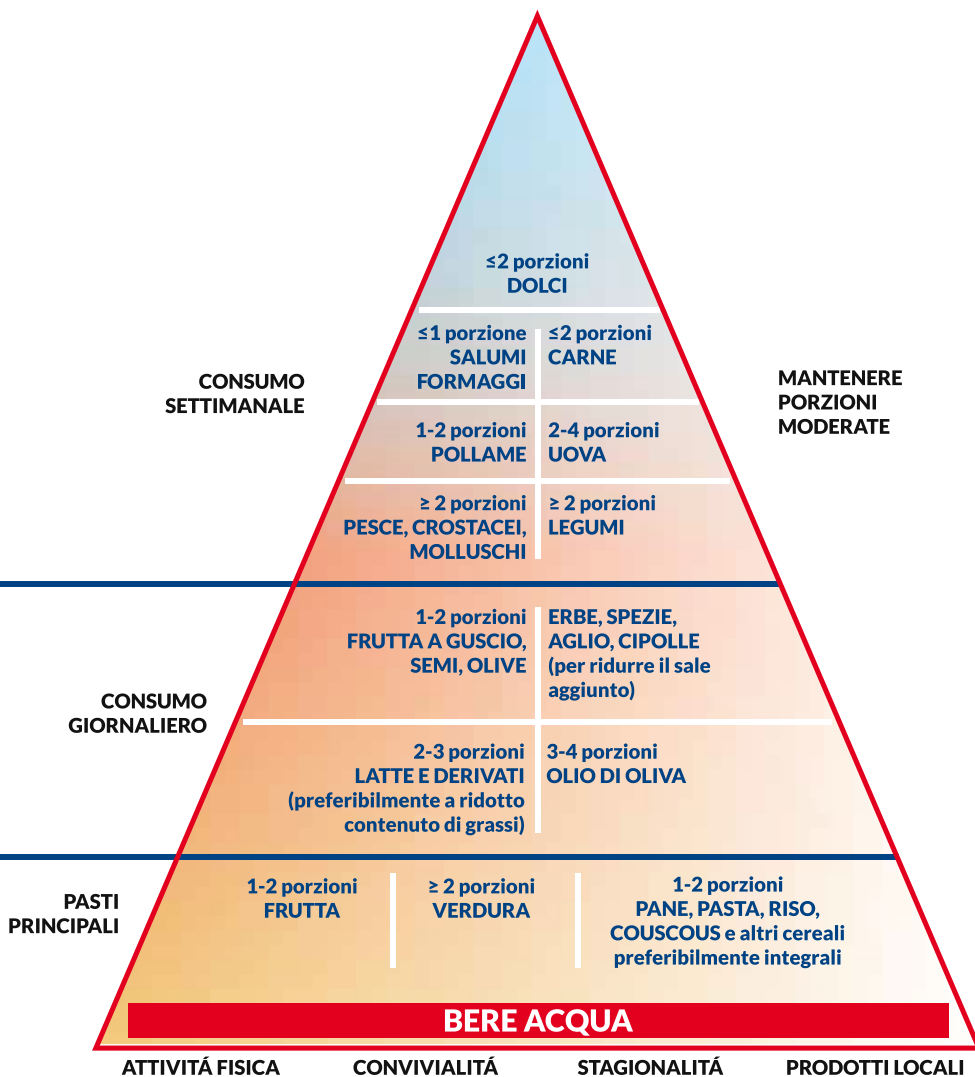 ≤2 porzioni
DOLCI
≤1 porzione
SALUMI
FORMAGGI
≤2 porzioni
CARNE
CONSUMO
SETTIMANALE
MANTENERE
PORZIONI
MODERATE
1-2 porzioni
POLLAME
2-4 porzioni
UOVA
≥ 2 porzioni
PESCE, CROSTACEI,
MOLLUSCHI
≥ 2 porzioni
LEGUMI
1-2 porzioni
FRUTTA A GUSCIO,
SEMI, OLIVE
ERBE, SPEZIE,
AGLIO, CIPOLLE
(per ridurre il sale
aggiunto)
CONSUMO
GIORNALIERO
2-3 porzioni
LATTE E DERIVATI
(preferibilmente a ridotto
contenuto di grassi)
3-4 porzioni
OLIO DI OLIVA
PASTI
PRINCIPALI
1-2 porzioni
FRUTTA
≥ 2 porzioni
VERDURA
1-2 porzioni
PANE, PASTA, RISO,
COUSCOUS e altri cereali
preferibilmente integrali
BERE ACQUA
ATTIVITÁ FISICA
CONVIVIALITÁ
STAGIONALITÁ
PRODOTTI LOCALI